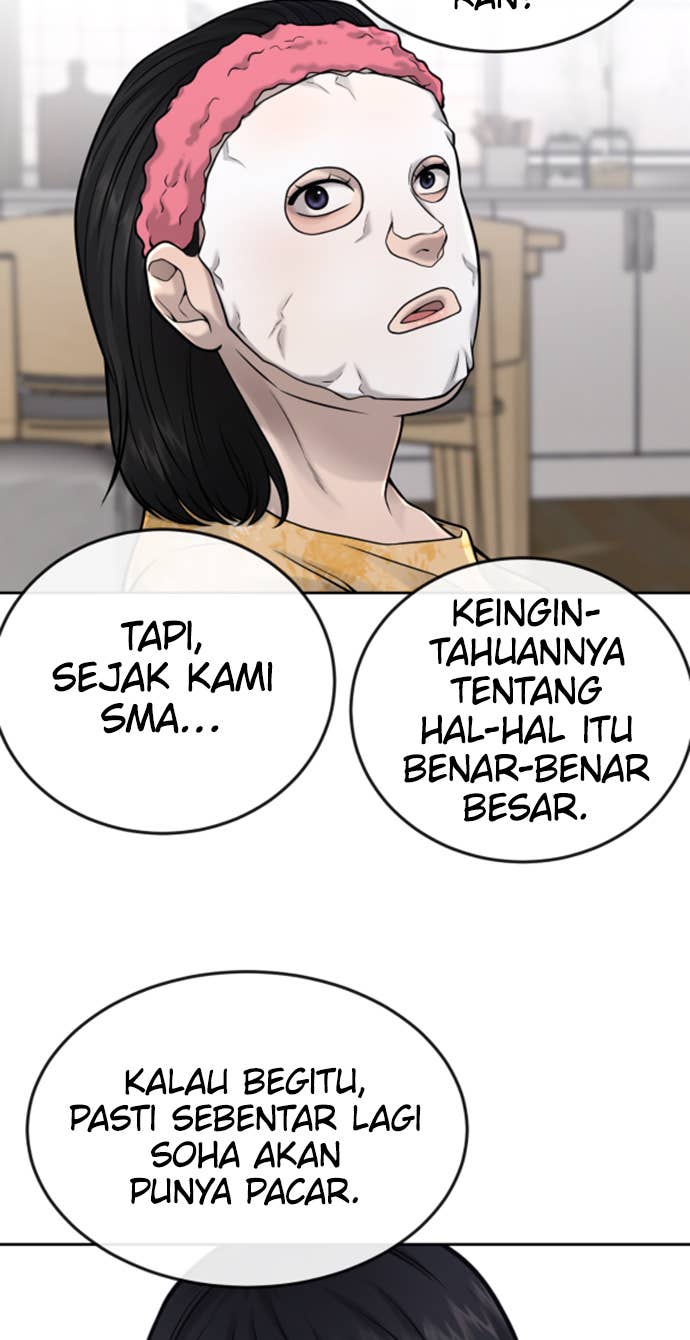 KAN?
TAPI,
SEJAK KAMI
SMA...
KEINGIN-
TAHUANNYA
TENTANG
HAL-HAL ITU
BENAR-BENAR
BESAR.
KALAU BEGITU,
PASTI SEBENTAR LAGI
SOHA AKAN
PUNYA PACAR.